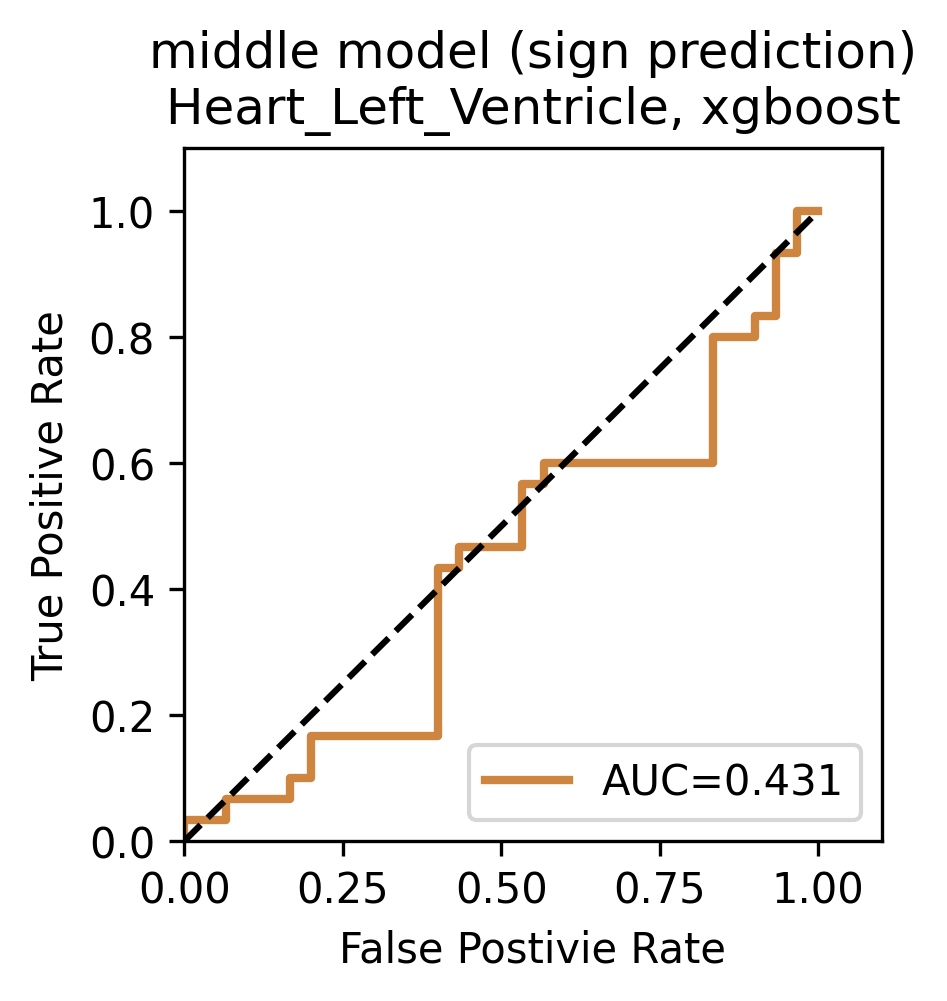 middle model (sign prediction)
Heart_Left_Ventricle, xgboost
1.0
0.8
0.6
0.4
0.2
0.0
True Positive Rate
AUC=0.431
0.00 0.25 0.50 0.75 1.00
False Postivie Rate